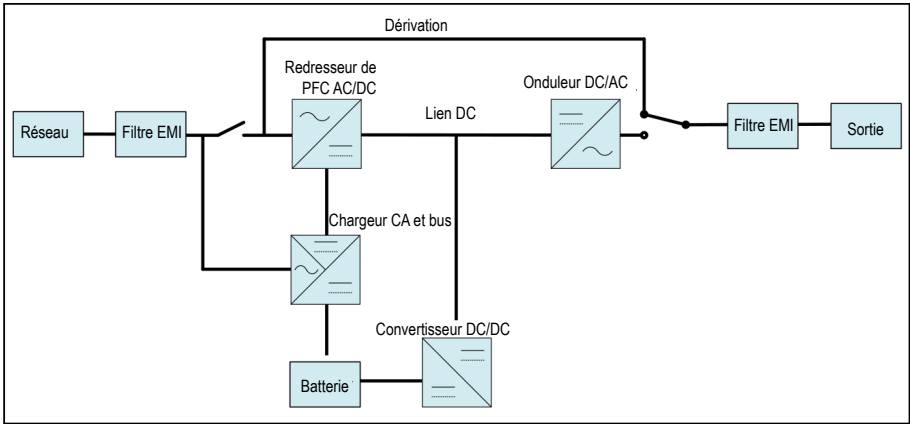 Dérivation
Redresseur de
PFC AC/DC
Onduleur DC/AC
Lien DC
Réseau
Filtre EMI
Filtre EMI
Sortie
Chargeur CA et bus
Convertisseur DC/DC
Batterie